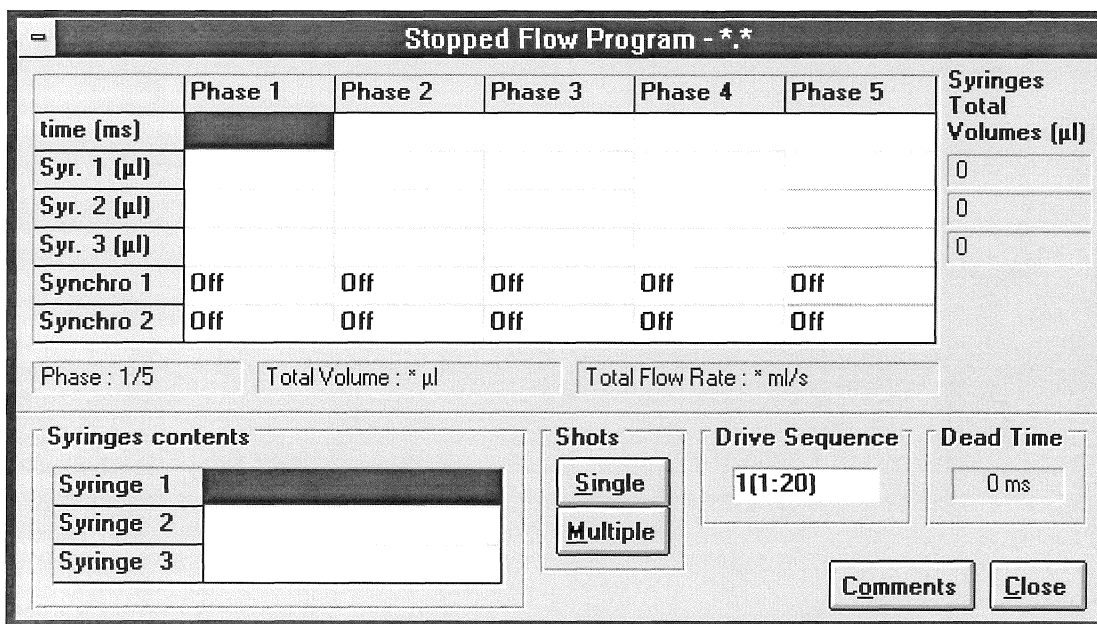 Stopped Flow Program - *.*
Phase 1 Phase 2 Phase 3 Phase 4 Phase 5
time (ms)
Syr. 1 (µl)
Syr. 2 (µl)
Syr. 3 (µl)
Synchro 1 Off Off Off Off Off
Synchro 2 Off Off Off Off Off
Syringes
Total
Volumes (µl)
0
0
0
Phase : 1/5 Total Volume : * µl Total Flow Rate : * ml/s
Syringes contents
Syringe 1
Syringe 2
Syringe 3
Shots
Single
Multiple
Drive Sequence
1(1:20)
Dead Time
0 ms
Comments Close